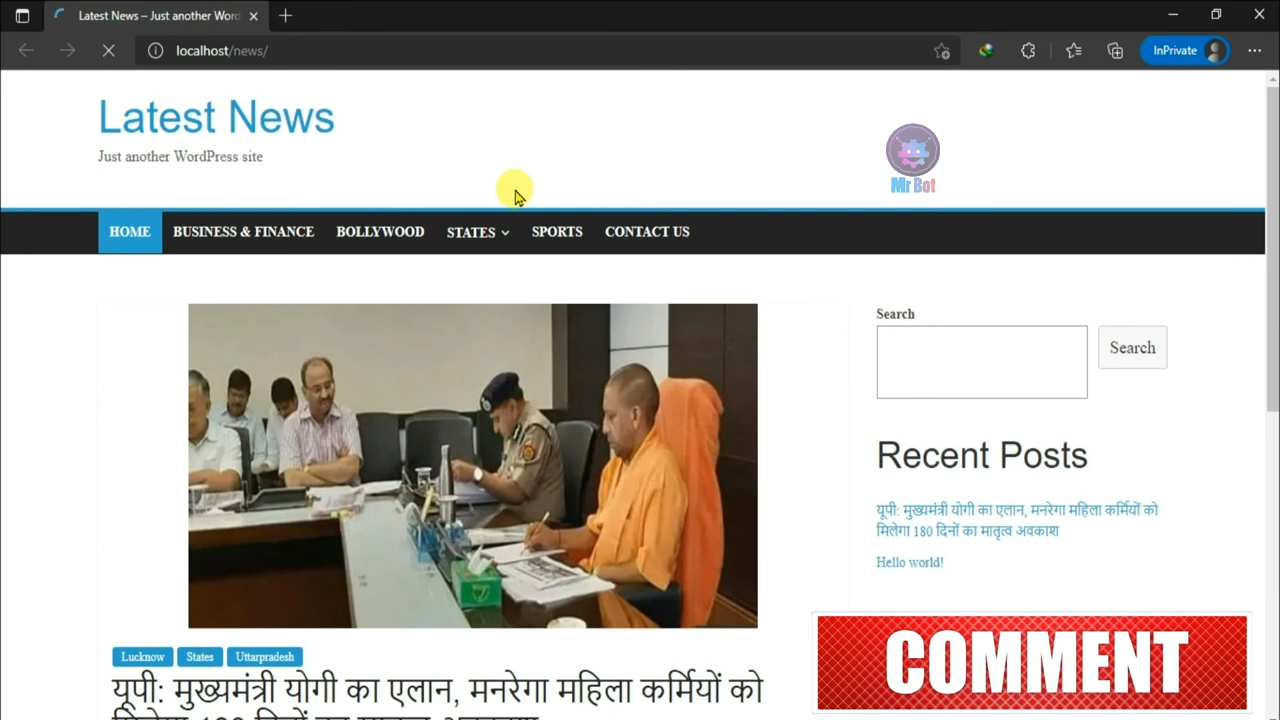 Latest News – Just another Word
localhost/news/
InPrivate
Latest News
Just another WordPress site
Mr Bot
HOME BUSINESS & FINANCE BOLLYWOOD STATES SPORTS CONTACT US
Search
Search
Recent Posts
यूपी: मुख्यमंत्री योगी का एलान, मनरेगा महिला कर्मियों को
मिलेगा 180 दिनों का मातृत्व अवकाश
Hello world!
COMMENT
Lucknow States Uttarpradesh
यूपी: मुख्यमंत्री योगी का एलान, मनरेगा महिला कर्मियों को